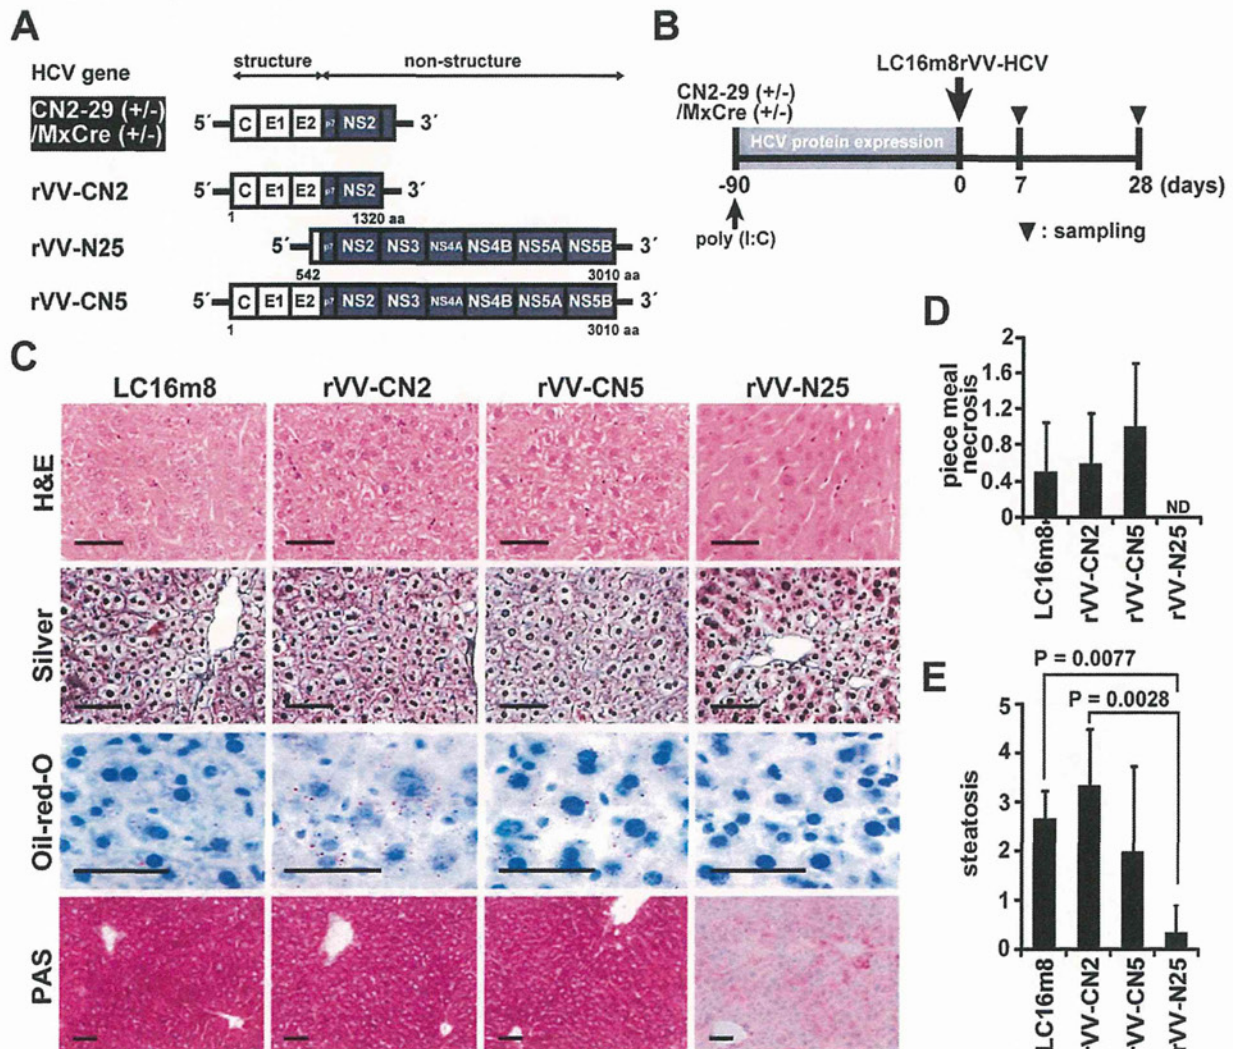 A
HCV gene
structure
non-structure
CN2-29 (+/-)
/MxCre (+/-)
5´ C E1 E2 p7 NS2 3´
rVV-CN2
5´ C E1 E2 p7 NS2 3´
1 1320 aa
rVV-N25
5´ p7 NS2 NS3 NS4A NS4B NS5A NS5B 3´
542 3010 aa
rVV-CN5
5´ C E1 E2 p7 NS2 NS3 NS4A NS4B NS5A NS5B 3´
1 3010 aa
B
LC16m8rVV-HCV
CN2-29 (+/-)
/MxCre (+/-)
HCV protein expression
-90 0 7 28 (days)
poly (I:C)
▼ : sampling
C
LC16m8 rVV-CN2 rVV-CN5 rVV-N25
H&E
Silver
Oil-red-O
PAS
D
piece meal
necrosis
2
1.6
1.2
0.8
0.4
0
ND
LC16m8
rVV-CN2
rVV-CN5
rVV-N25
E
P = 0.0077
P = 0.0028
steatosis
5
4
3
2
1
0
LC16m8
rVV-CN2
rVV-CN5
rVV-N25